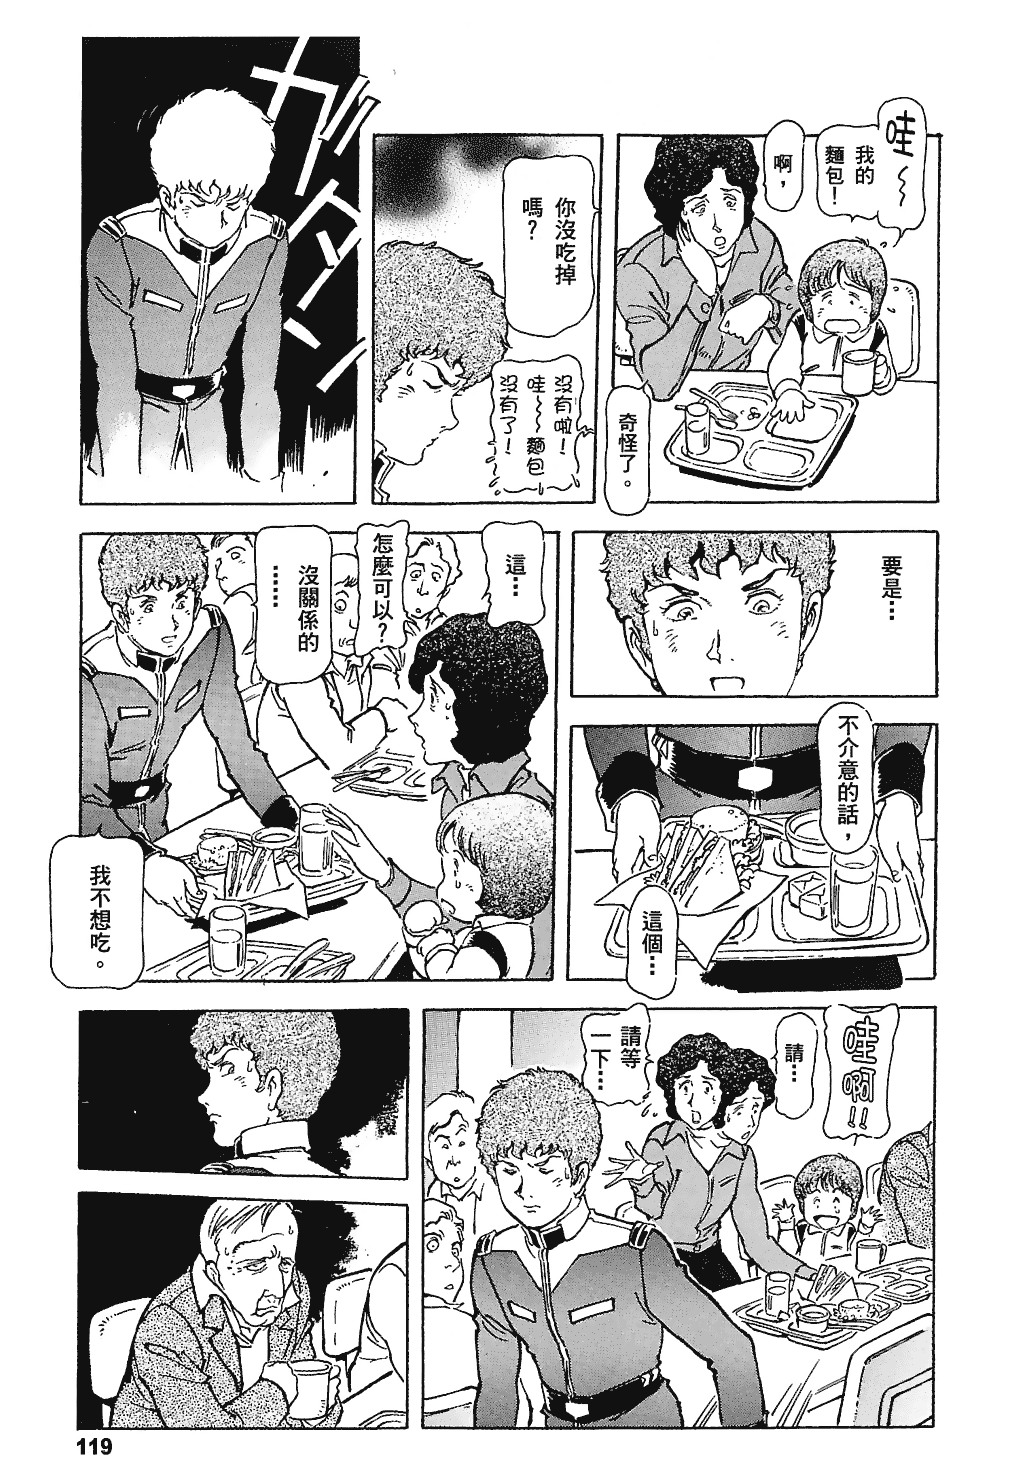 哇～
我的
麵包！
啊，
奇怪了。
你沒吃掉
嗎？
沒有啦！
哇～～麵包
沒有了！
ガガーン
要是…
不介意的話，
這個…
這…
怎麼可以？
沒關係的
……
我不想吃。
哇啊!!
請…
請等
一下…
119